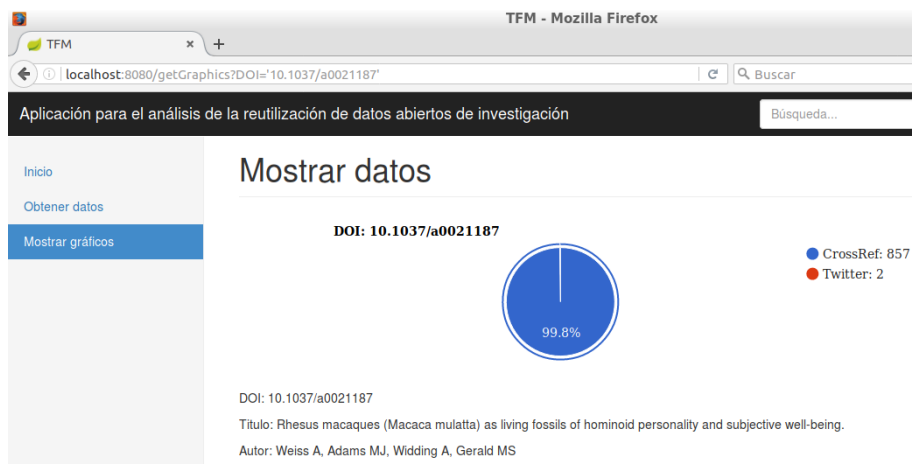 TFM - Mozilla Firefox
TFM
localhost:8080/getGraphics?DOI='10.1037/a0021187'
Buscar
Aplicación para el análisis de la reutilización de datos abiertos de investigación
Búsqueda...
Inicio
Obtener datos
Mostrar gráficos
Mostrar datos
DOI: 10.1037/a0021187
CrossRef: 857
Twitter: 2
99.8%
DOI: 10.1037/a0021187
Titulo: Rhesus macaques (Macaca mulatta) as living fossils of hominoid personality and subjective well-being.
Autor: Weiss A, Adams MJ, Widding A, Gerald MS